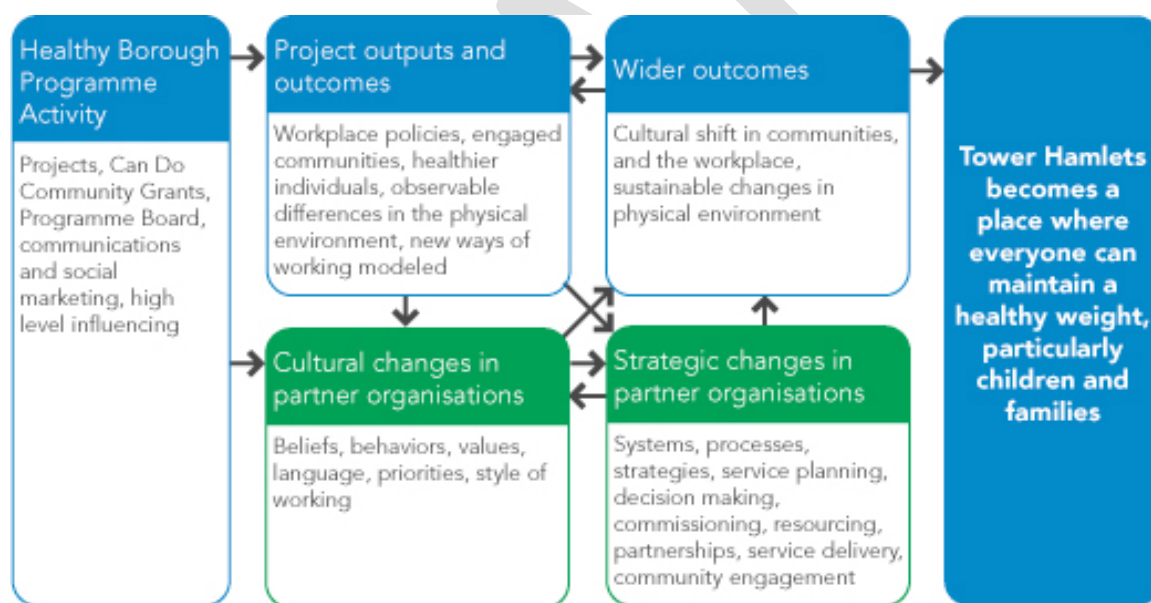 Healthy Borough
Programme
Activity
Projects, Can Do
Community Grants,
Programme Board,
communications
and social
marketing, high
level influencing
Project outputs and
outcomes
Workplace policies, engaged
communities, healthier
individuals, observable
differences in the physical
environment, new ways of
working modeled
Wider outcomes
Cultural shift in communities,
and the workplace,
sustainable changes in
physical environment
Cultural changes in
partner organisations
Beliefs, behaviors, values,
language, priorities, style of
working
Strategic changes in
partner organisations
Systems, processes,
strategies, service planning,
decision making,
commissioning, resourcing,
partnerships, service delivery,
community engagement
Tower Hamlets
becomes a
place where
everyone can
maintain a
healthy weight,
particularly
children and
families